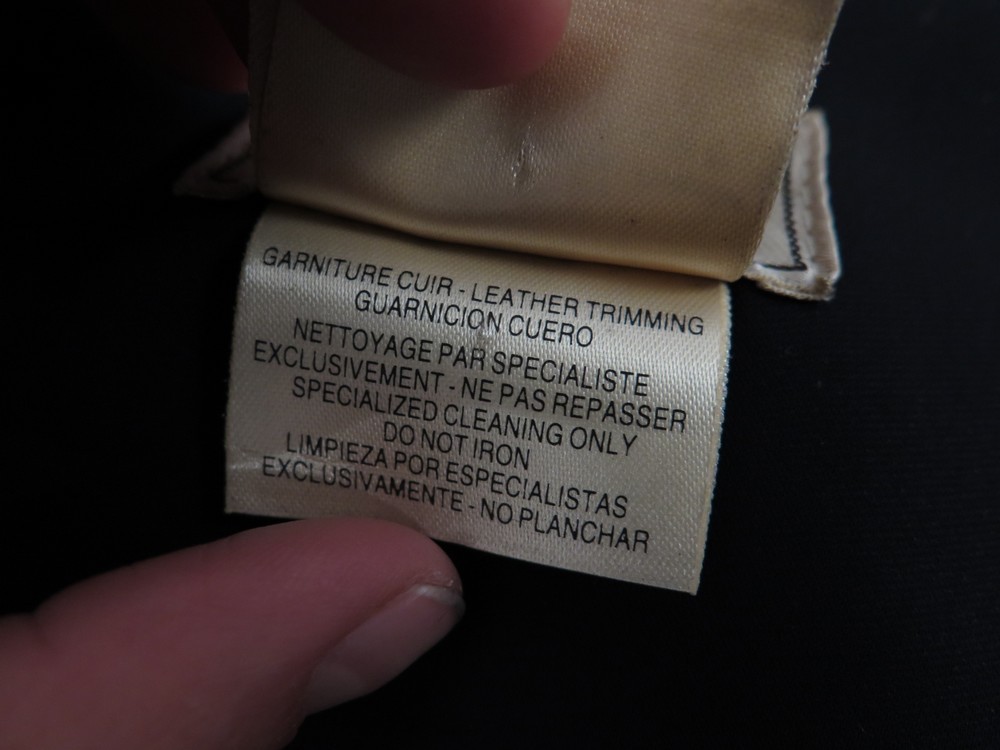 GARNITURE CUIR - LEATHER TRIMMING
GUARNICION CUERO
NETTOYAGE PAR SPECIALISTE
EXCLUSIVEMENT - NE PAS REPASSER
SPECIALIZED CLEANING ONLY
DO NOT IRON
LIMPIEZA POR ESPECIALISTAS
EXCLUSIVAMENTE - NO PLANCHAR